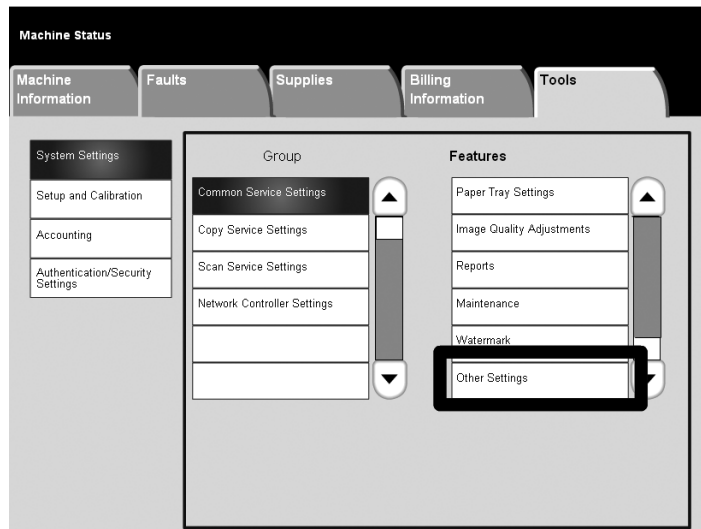 Machine Status
Machine
Information
Faults
Supplies
Billing
Information
Tools
System Settings
Setup and Calibration
Accounting
Authentication/Security
Settings
Group
Common Service Settings
Copy Service Settings
Scan Service Settings
Network Controller Settings
Features
Paper Tray Settings
Image Quality Adjustments
Reports
Maintenance
Watermark
Other Settings